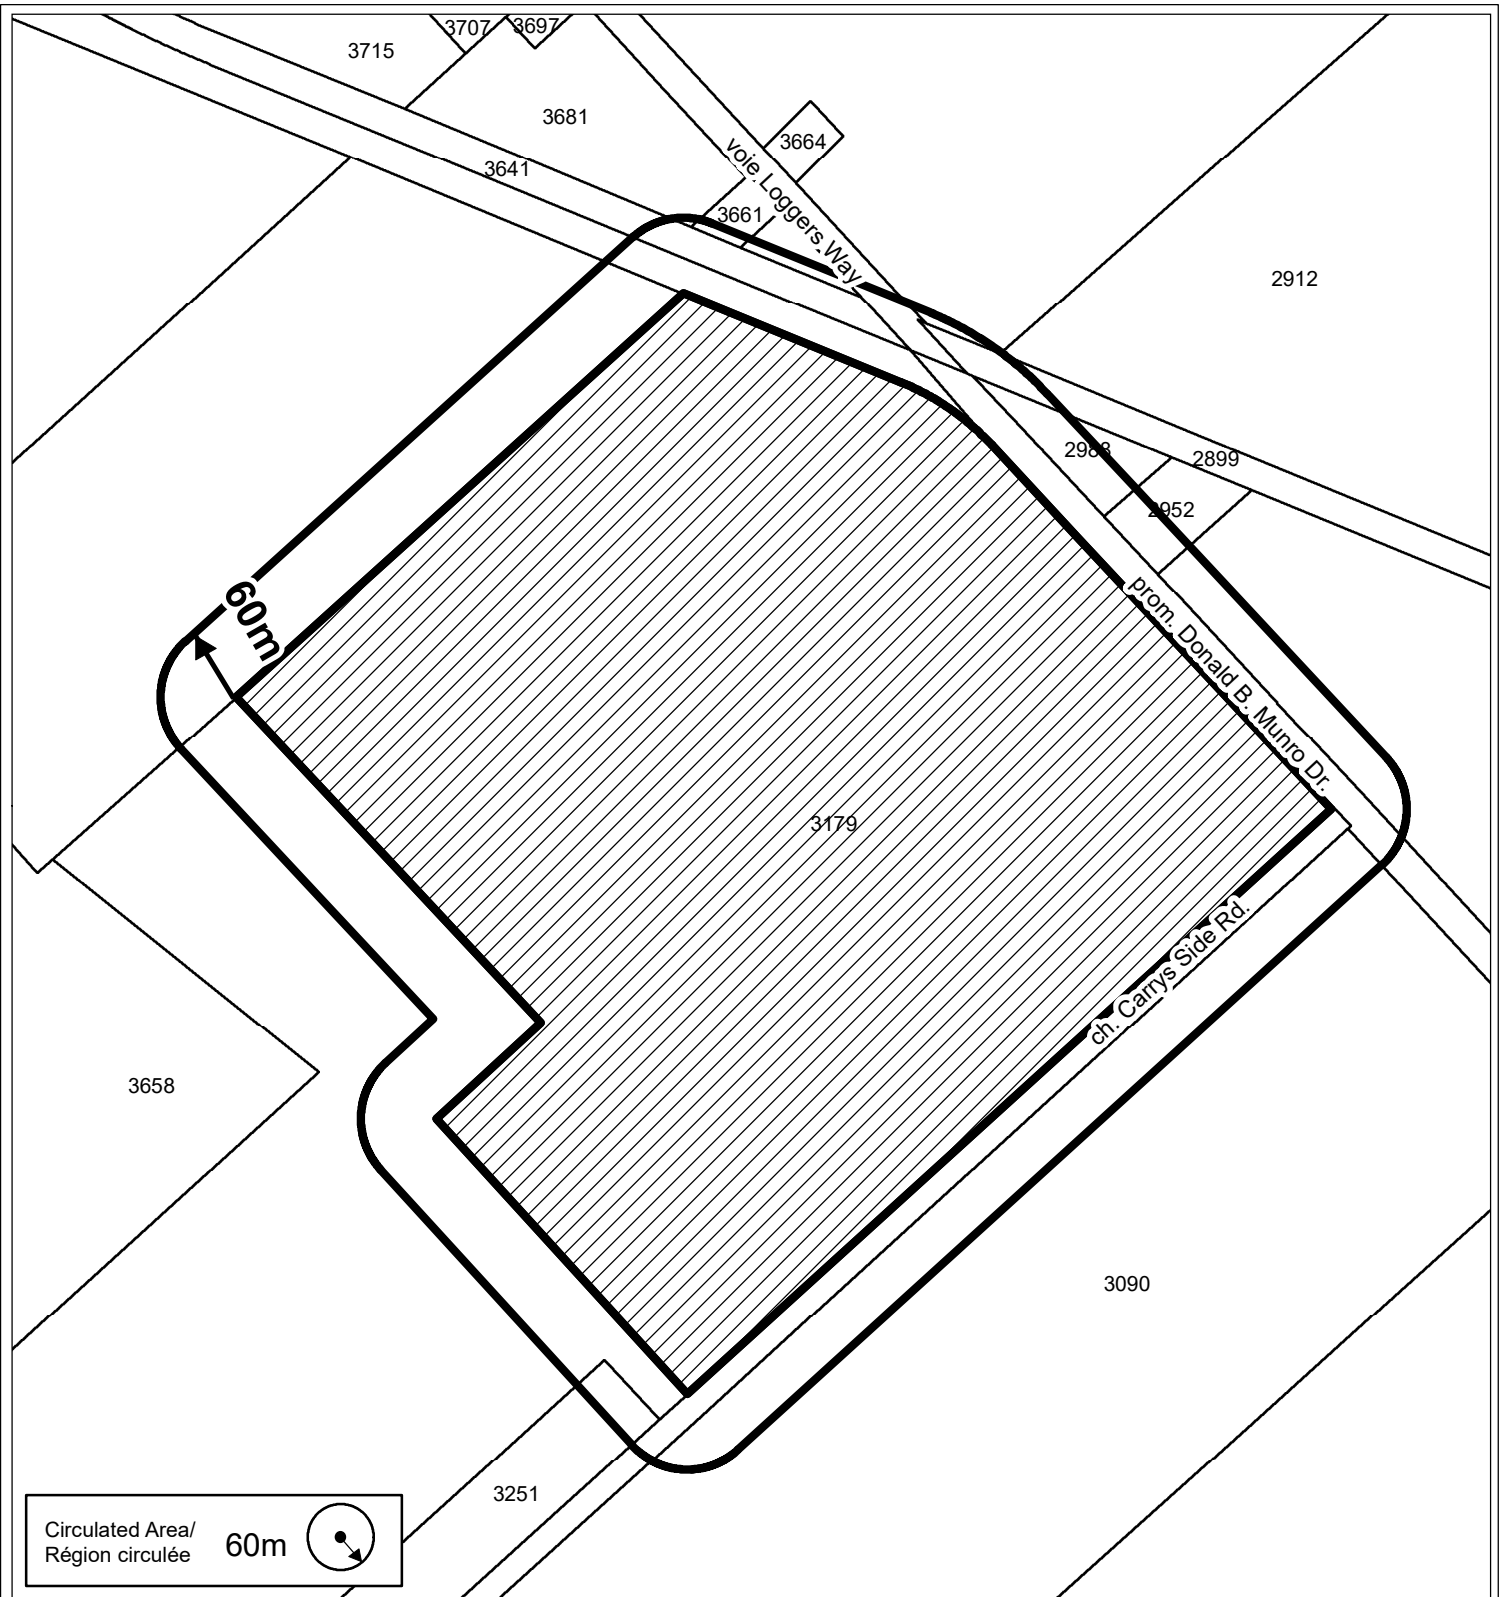 3707
3697
3715
3681
3664
3641
voie Loggers Way
3661
2912
2988
2899
2952
60m
prom. Donald B. Munro Dr.
3179
ch. Carrys Side Rd.
3658
3090
3251
Circulated Area/
Région circulée
60m